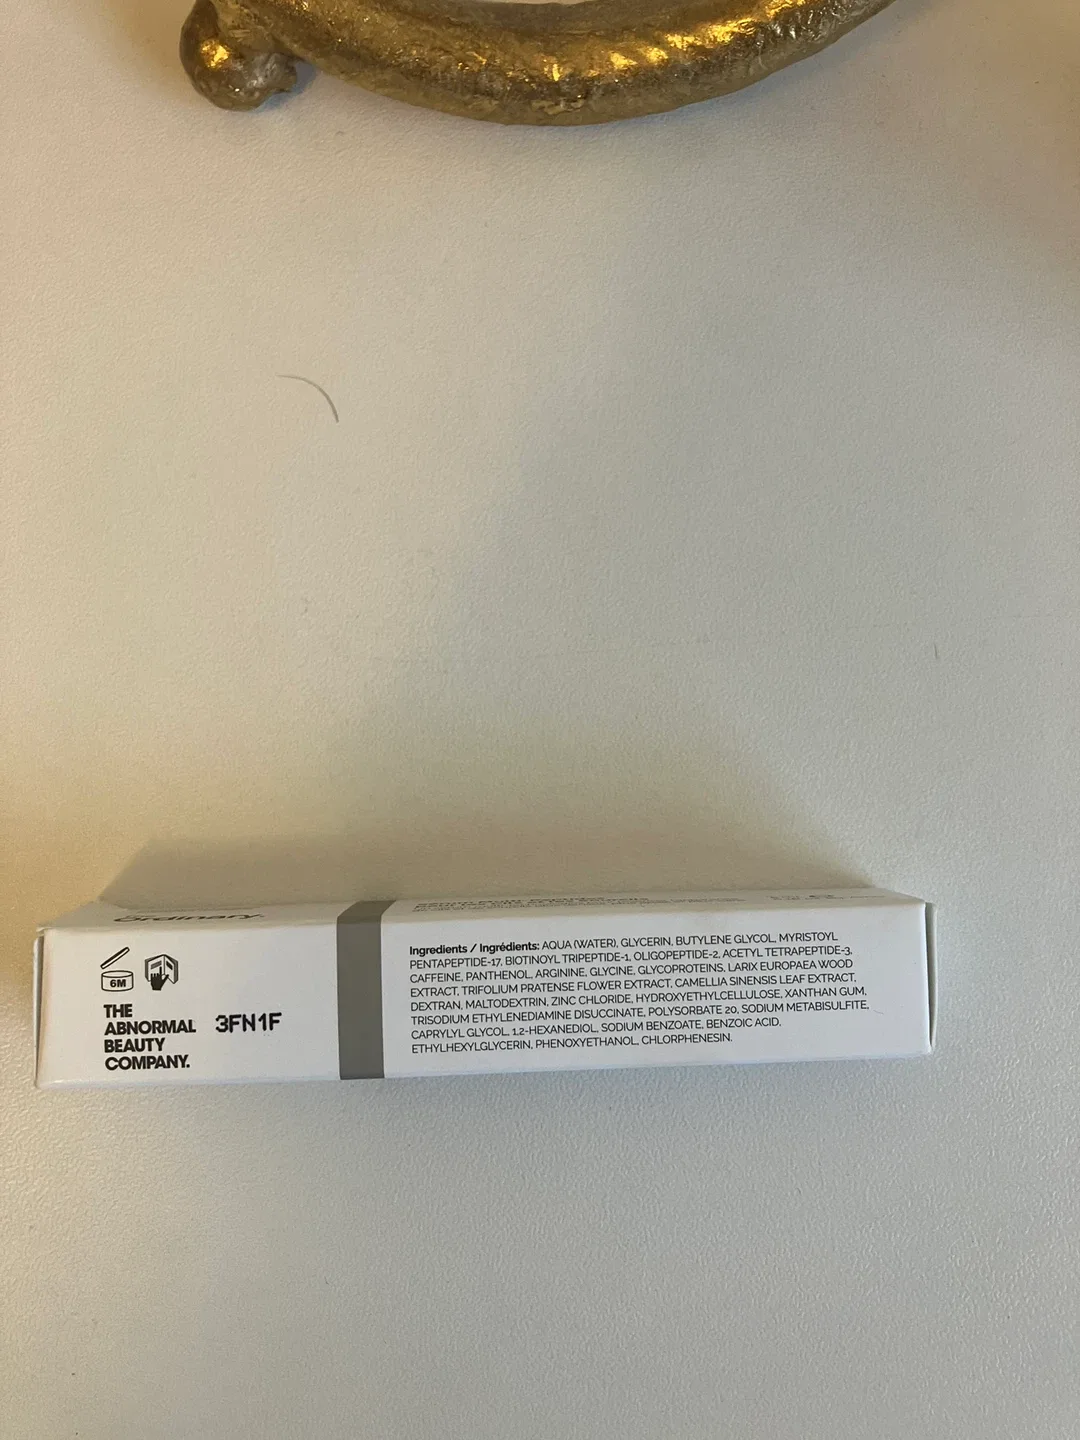 Ordinary.
6M
THE
ABNORMAL
BEAUTY
COMPANY.
3FN1F
Ingredients / Ingrédients: AQUA (WATER), GLYCERIN, BUTYLENE GLYCOL, MYRISTOYL
PENTAPEPTIDE-17, BIOTINOYL TRIPEPTIDE-1, OLIGOPEPTIDE-2, ACETYL TETRAPEPTIDE-3,
CAFFEINE, PANTHENOL, ARGININE, GLYCINE, GLYCOPROTEINS, LARIX EUROPAEA WOOD
EXTRACT, TRIFOLIUM PRATENSE FLOWER EXTRACT, CAMELLIA SINENSIS LEAF EXTRACT,
DEXTRAN, MALTODEXTRIN, ZINC CHLORIDE, HYDROXYETHYLCELLULOSE, XANTHAN GUM,
TRISODIUM ETHYLENEDIAMINE DISUCCINATE, POLYSORBATE 20, SODIUM METABISULFITE,
CAPRYLYL GLYCOL, 1,2-HEXANEDIOL, SODIUM BENZOATE, BENZOIC ACID,
ETHYLHEXYLGLYCERIN, PHENOXYETHANOL, CHLORPHENESIN.